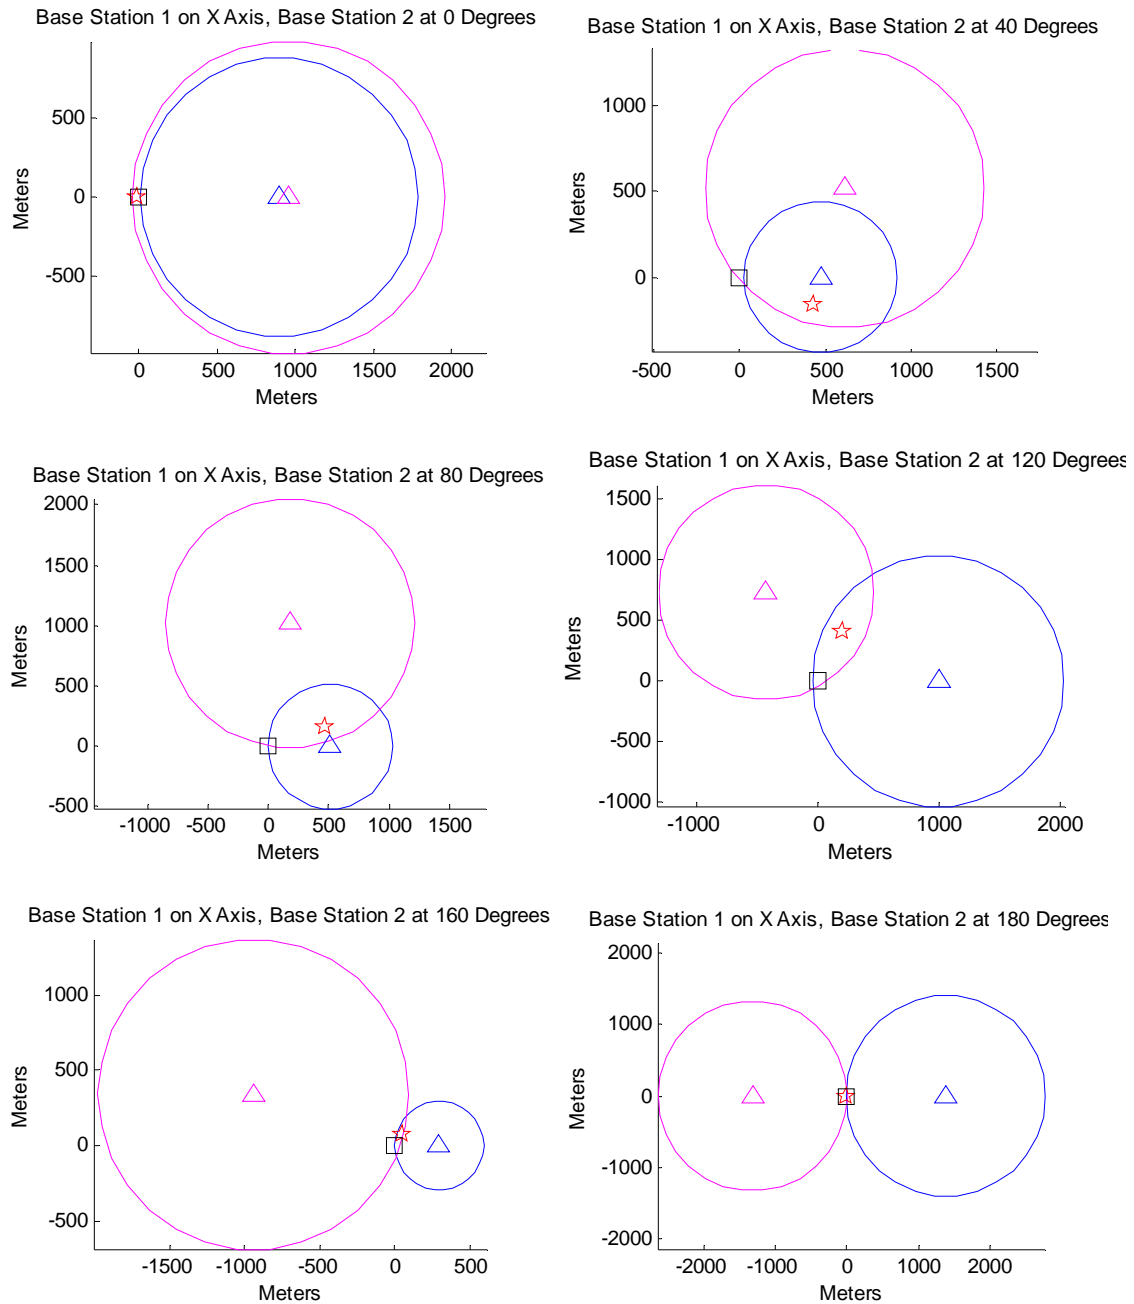 Base Station 1 on X Axis, Base Station 2 at 0 Degrees
500
0
-500
Meters
0 500 1000 1500 2000
Meters
Base Station 1 on X Axis, Base Station 2 at 40 Degrees
1000
500
0
Meters
-500 0 500 1000 1500
Meters
Base Station 1 on X Axis, Base Station 2 at 80 Degrees
2000
1500
1000
500
0
-500
Meters
-1000 -500 0 500 1000 1500
Meters
Base Station 1 on X Axis, Base Station 2 at 120 Degrees
1500
1000
500
0
-500
-1000
Meters
-1000 0 1000 2000
Meters
Base Station 1 on X Axis, Base Station 2 at 160 Degrees
1000
500
0
-500
Meters
-1500 -1000 -500 0 500
Meters
Base Station 1 on X Axis, Base Station 2 at 180 Degrees
2000
1000
0
-1000
-2000
Meters
-2000 -1000 0 1000 2000
Meters